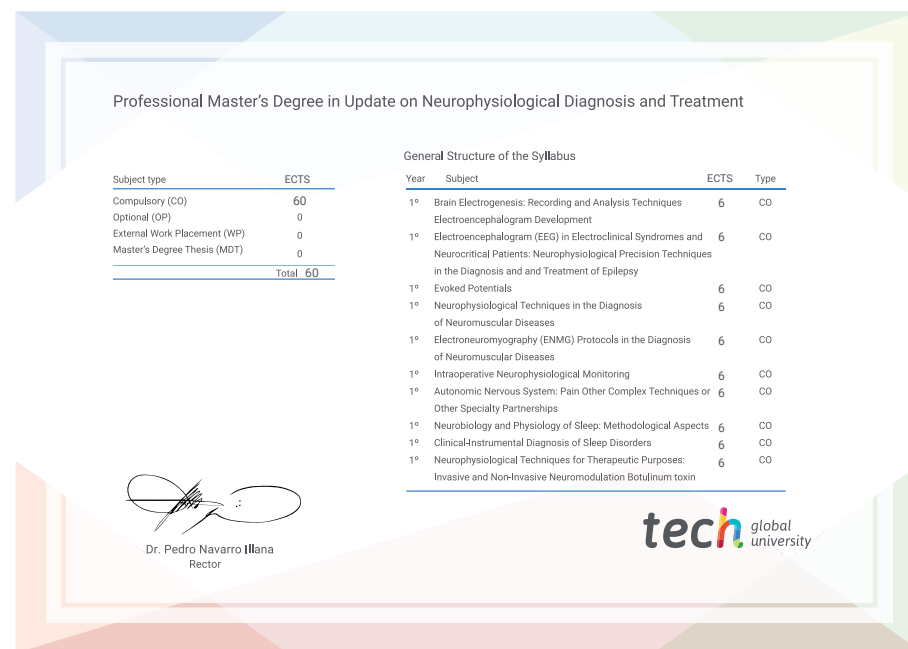 Professional Master's Degree in Update on Neurophysiological Diagnosis and Treatment
Subject type ECTS
Compulsory (CO) 60
Optional (OP) 0
External Work Placement (WP) 0
Master's Degree Thesis (MDT) 0
Total 60
General Structure of the Syllabus
Year Subject ECTS Type
1º Brain Electrogenesis: Recording and Analysis Techniques 6 CO
Electroencephalogram Development
1º Electroencephalogram (EEG) in Electroclinical Syndromes and 6 CO
Neurocritical Patients: Neurophysiological Precision Techniques
in the Diagnosis and and Treatment of Epilepsy
1º Evoked Potentials 6 CO
1º Neurophysiological Techniques in the Diagnosis 6 CO
of Neuromuscular Diseases
1º Electroneuromyography (ENMG) Protocols in the Diagnosis 6 CO
of Neuromuscular Diseases
1º Intraoperative Neurophysiological Monitoring 6 CO
1º Autonomic Nervous System: Pain Other Complex Techniques or 6 CO
Other Specialty Partnerships
1º Neurobiology and Physiology of Sleep: Methodological Aspects 6 CO
1º Clinical-Instrumental Diagnosis of Sleep Disorders 6 CO
1º Neurophysiological Techniques for Therapeutic Purposes: 6 CO
Invasive and Non-Invasive Neuromodulation Botulinum toxin
Dr. Pedro Navarro Illana
Rector
tech global
university